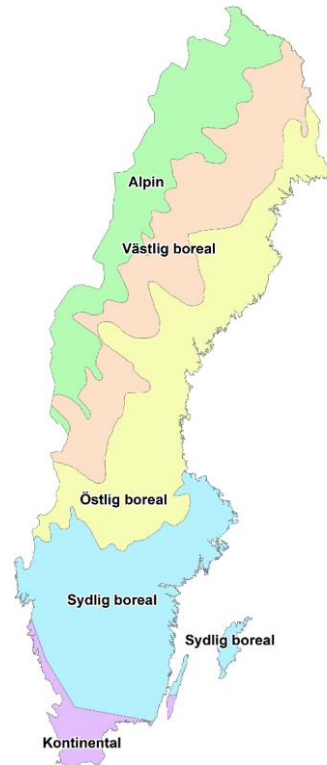 Alpin
Västlig boreal
Östlig boreal
Sydlig boreal
Sydlig boreal
Kontinental